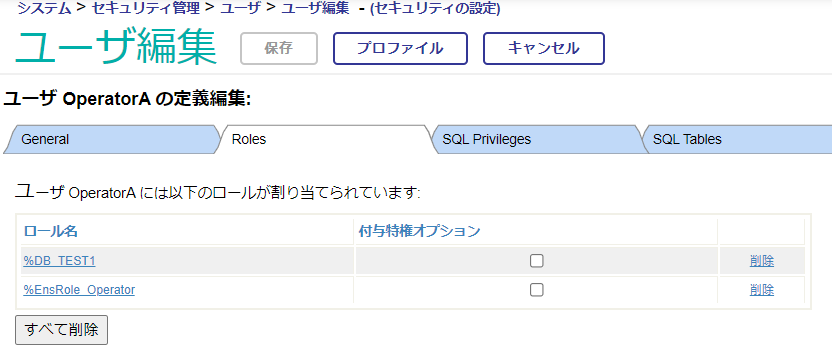 システム > セキュリティ管理 > ユーザ > ユーザ編集 - (セキュリティの設定)
ユーザ編集 保存 プロファイル キャンセル
ユーザ OperatorA の定義編集:
General Roles SQL Privileges SQL Tables
ユーザ OperatorA には以下のロールが割り当てられています:
ロール名 付与特権オプション
%DB_TEST1 削除
%EnsRole_Operator 削除
すべて削除